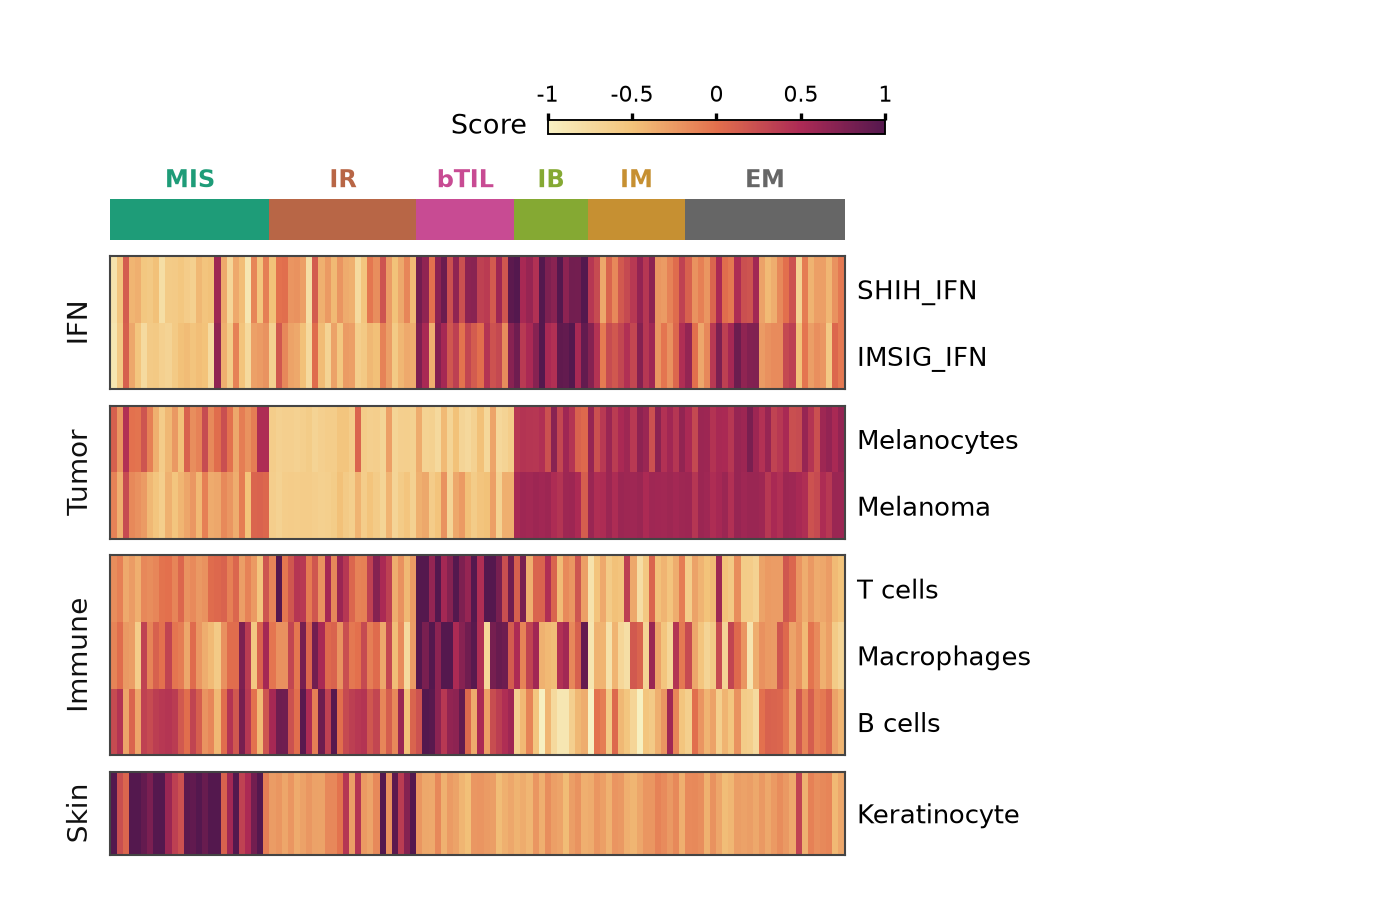 -1 -0.5 0 0.5 1
Score
MIS IR bTIL IB IM EM
IFN
SHIH_IFN
IMSIG_IFN
Tumor
Melanocytes
Melanoma
Immune
T cells
Macrophages
B cells
Skin
Keratinocyte